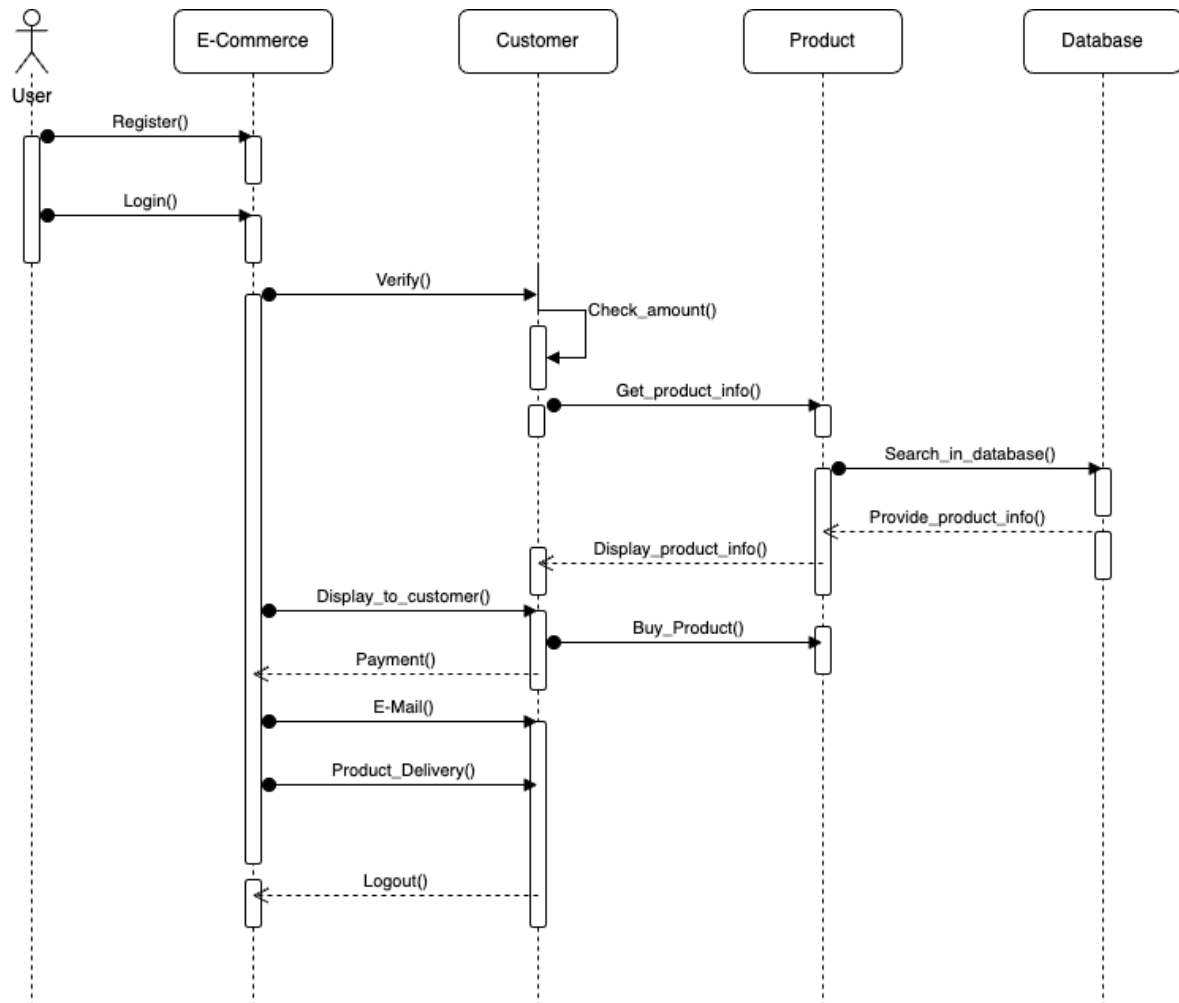 E-Commerce
Customer
Product
Database
User
Register()
Login()
Verify()
Check_amount()
Get_product_info()
Search_in_database()
Provide_product_info()
Display_product_info()
Display_to_customer()
Buy_Product()
Payment()
E-Mail()
Product_Delivery()
Logout()